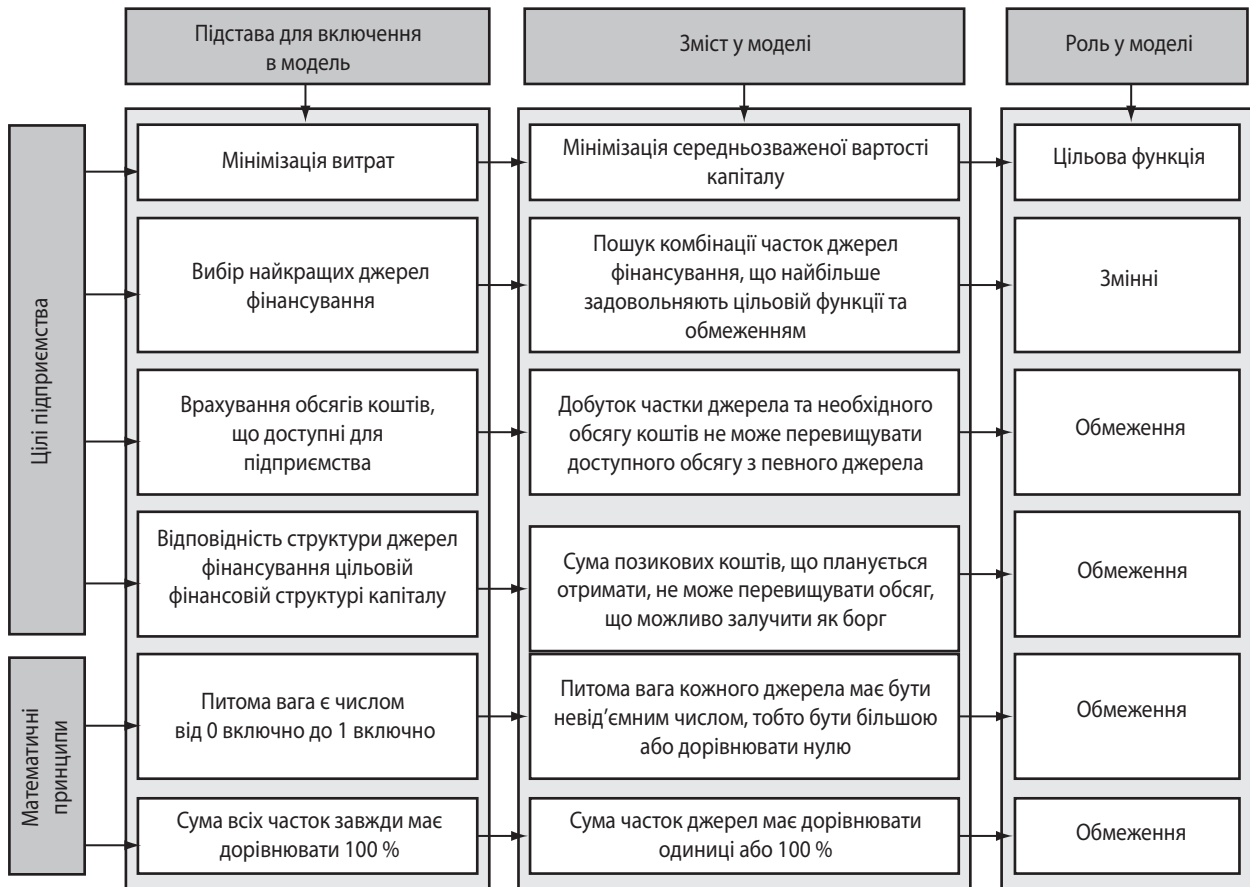 Підстава для включення
в модель
Зміст у моделі
Роль у моделі
Цілі підприємства
Мінімізація витрат
Мінімізація середньозваженої вартості
капіталу
Цільова функція
Вибір найкращих джерел
фінансування
Пошук комбінації часток джерел
фінансування, що найбільше
задовольняють цільовій функції та
обмеженням
Змінні
Врахування обсягів коштів,
що доступні для
підприємства
Добуток частки джерела та необхідного
обсягу коштів не може перевищувати
доступного обсягу з певного джерела
Обмеження
Відповідність структури джерел
фінансування цільовій
фінансовій структурі капіталу
Сума позикових коштів, що планується
отримати, не може перевищувати обсяг,
що можливо залучити як борг
Обмеження
Математичні
принципи
Питома вага є числом
від 0 включно до 1 включно
Питома вага кожного джерела має бути
невід’ємним числом, тобто бути більшою
або дорівнювати нулю
Обмеження
Сума всіх часток завжди має
дорівнювати 100 %
Сума часток джерел має дорівнювати
одиниці або 100 %
Обмеження